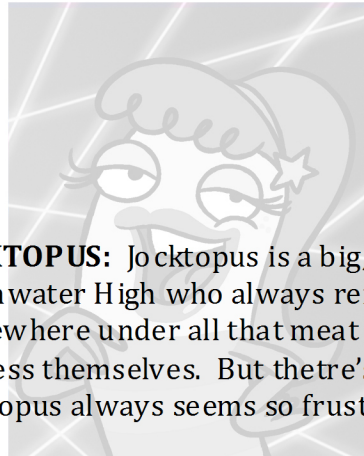 KTOPUS: Jocktopus is a big,
nwater High who always re
ewhere under all that meat
ess themselves. But thetre's
opus always seems so frust